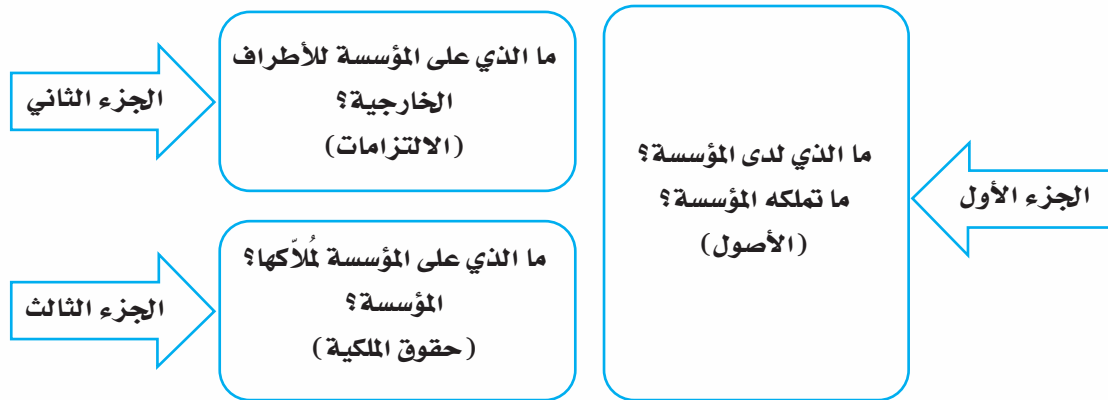 الجزء الأول
ما الذي لدى المؤسسة؟
ما تملكه المؤسسة؟
(الأصول)
الجزء الثاني
ما الذي على المؤسسة للأطراف
الخارجية؟
(الالتزامات)
الجزء الثالث
ما الذي على المؤسسة لمُلاّكها؟
المؤسسة؟
(حقوق الملكية)